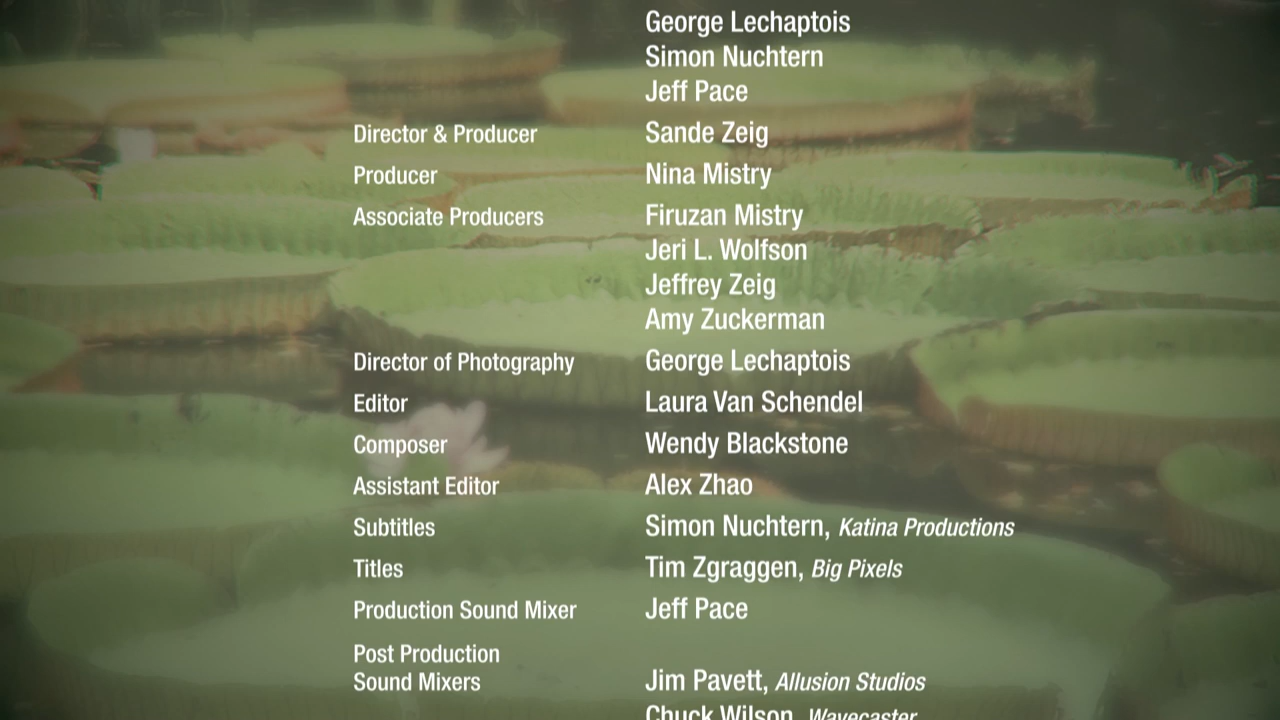 George Lechaptois
Simon Nuchtern
Jeff Pace
Director & Producer Sande Zeig
Producer Nina Mistry
Associate Producers Firuzan Mistry
Jeri L. Wolfson
Jeffrey Zeig
Amy Zuckerman
Director of Photography George Lechaptois
Editor Laura Van Schendel
Composer Wendy Blackstone
Assistant Editor Alex Zhao
Subtitles Simon Nuchtern, Katina Productions
Titles Tim Zgraggen, Big Pixels
Production Sound Mixer Jeff Pace
Post Production
Sound Mixers Jim Pavett, Allusion Studios
Chuck Wilson, Wavecaster